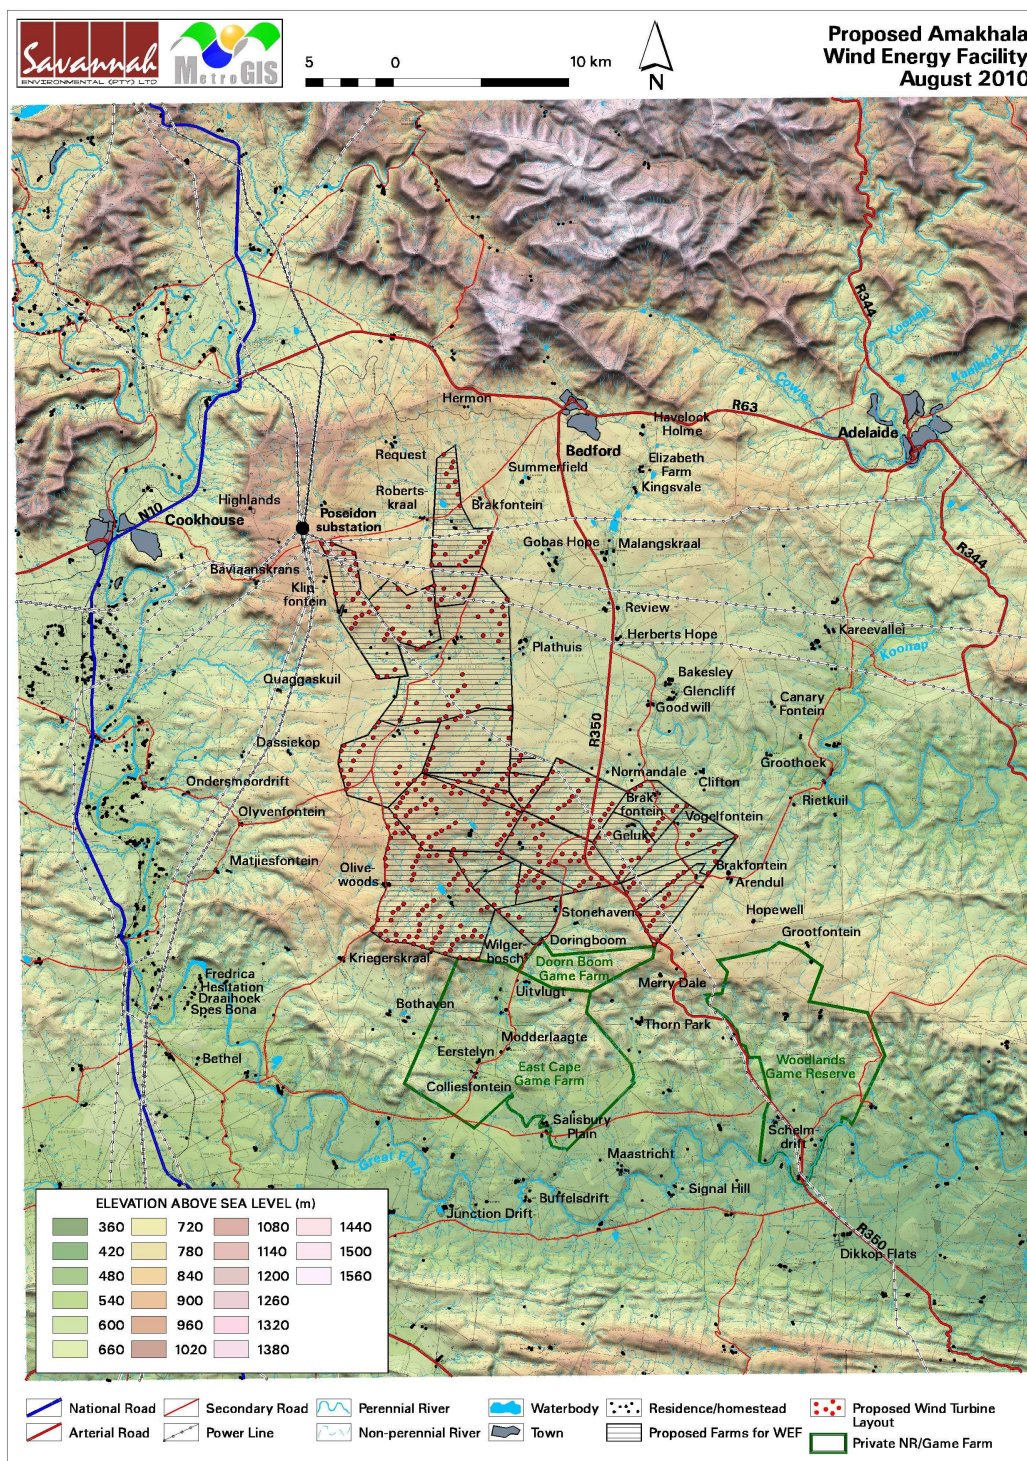 Savannah
ENVIRONMENTAL (PTY) LTD
MetroGIS
5 0 10 km
N
Proposed Amakhala
Wind Energy Facility
August 2010
R344
Koonap
Kaalhoek
Cowie
Hermon
R63
Havelock
Holme
Adelaide
Bedford
Request
Summerfield
Elizabeth
Farm
Kingsvale
Roberts-
kraal
Brakfontein
Highlands
N10
Cookhouse
Poseidon
substation
Gobas Hope
Malangskraal
R344
Baviaanskrans
Klip
fontein
Review
Kareevallei
Herberts Hope
Plathuis
Koonap
Quaggaskuil
Bakesley
Glencliff
Goodwill
Canary
Fontein
R350
Dassiekop
Groothoek
Ondersmoordrift
Normandale
Clifton
Rietkuil
Olyvenfontein
Brak
fontein
Vogelfontein
Geluk
Matjiesfontein
Olive-
woods
Brakfontein
Arendul
Stonehaven
Hopewell
Grootfontein
Kriegerskraal
Wilger-
bosch
Doringboom
Doorn Boom
Game Farm
Fredrica
Hesitation
Draaihoek
Spes Bona
Uitvlugt
Merry Dale
Bothaven
Thorn Park
Modderlaagte
Eerstelyn
Bethel
East Cape
Game Farm
Woodlands
Game Reserve
Colliesfontein
Salisbury
Plain
Schelm-
drift
Great Fish
Maastricht
Signal Hill
Buffelsdrift
Junction Drift
R350
Dikkop Flats
ELEVATION ABOVE SEA LEVEL (m)
360 720 1080 1440
420 780 1140 1500
480 840 1200 1560
540 900 1260
600 960 1320
660 1020 1380
National Road Secondary Road Perennial River Waterbody Residence/homestead Proposed Wind Turbine
Layout
Arterial Road Power Line Non-perennial River Town Proposed Farms for WEF Private NR/Game Farm